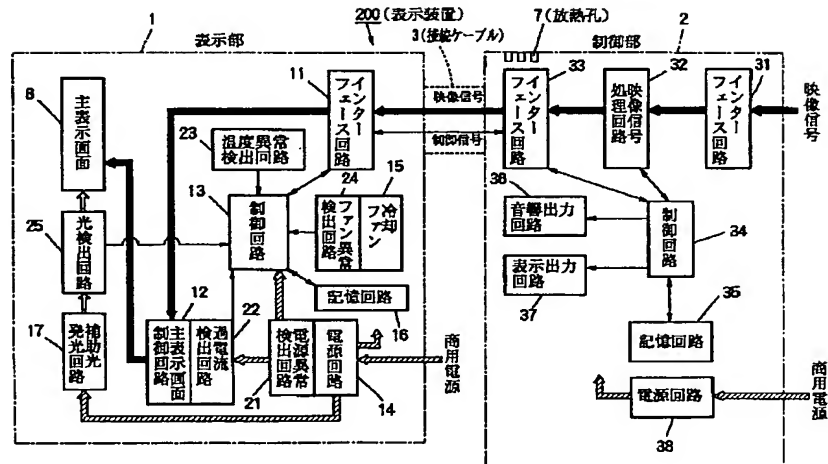 200(表示装置)
1
表示部
3(接続ケーブル)
7(放熱孔)
制御部
2
8
主表示画面
11
インターフェース回路
映像信号
制御信号
33
インターフェース回路
32
映像信号処理回路
31
インターフェース回路
映像信号
23
温度異常検出回路
13
制御回路
24
ファン異常検出回路
15
冷却ファン
36
音響出力回路
制御回路
34
25
光検出回路
表示出力回路
37
17
補助光発光回路
12
主表示画面制御回路
22
過電流検出回路
記憶回路
16
35
記憶回路
21
電源異常検出回路
電源回路
14
商用電源
電源回路
38
商用電源